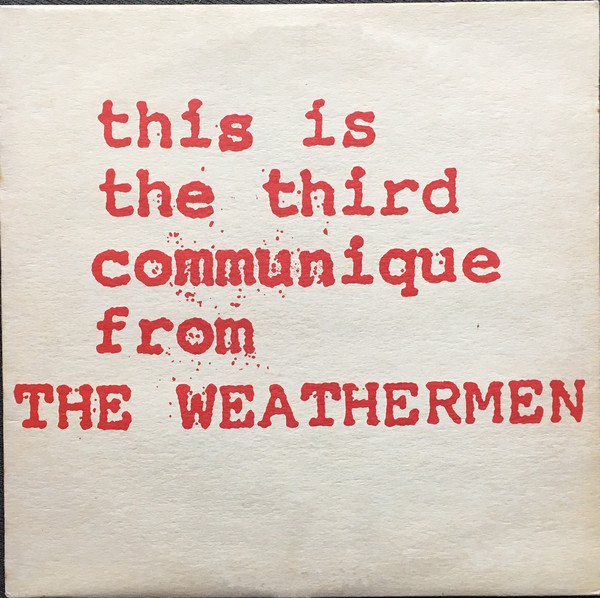 this is
the third
communique
from
THE WEATHERMEN